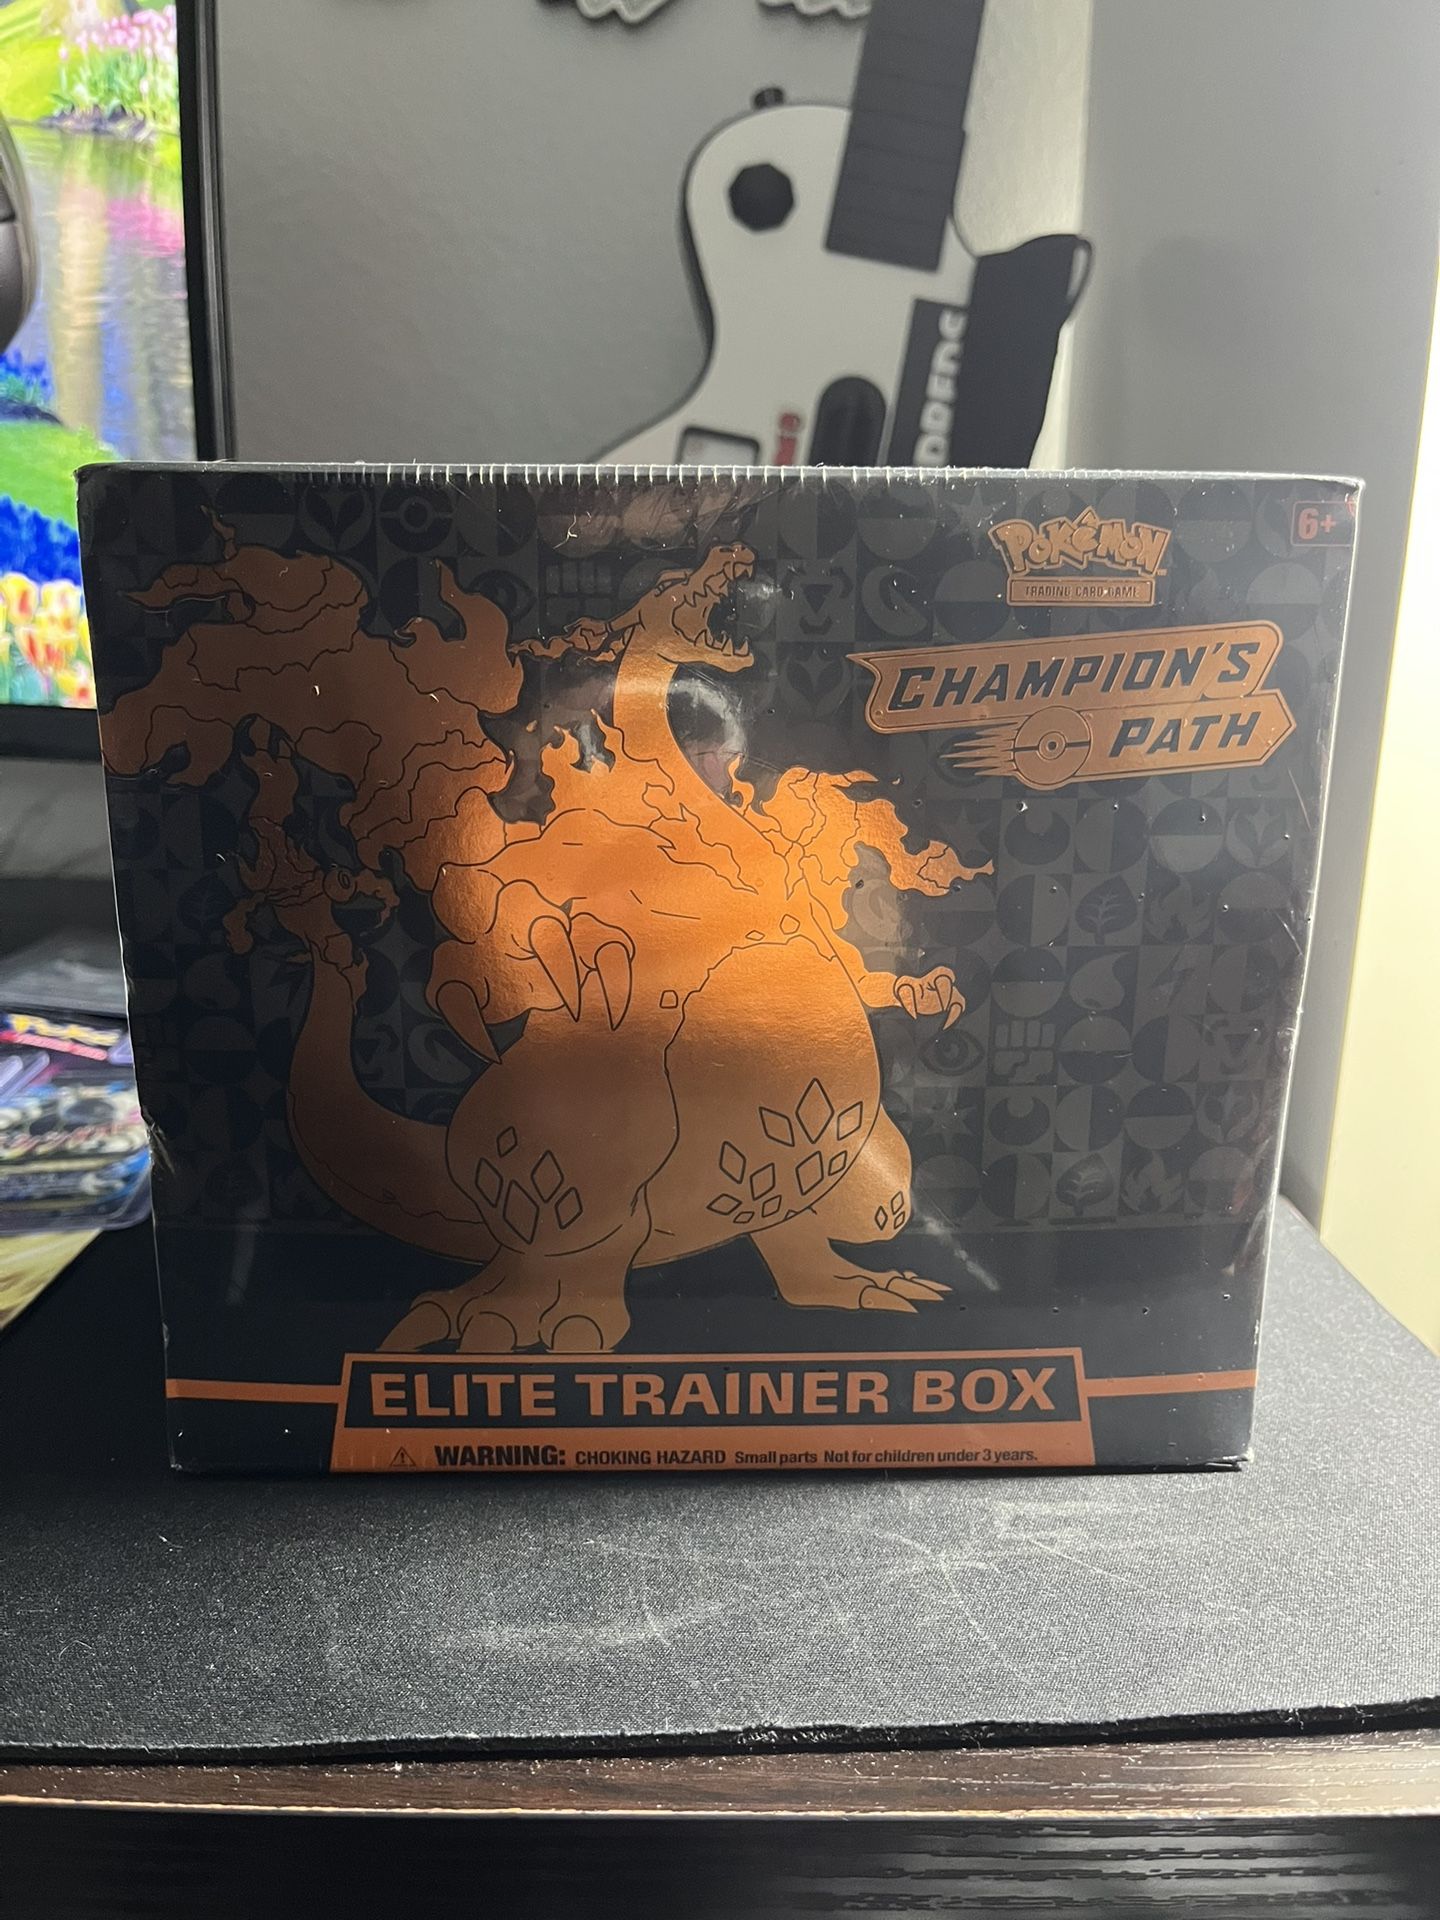 6+
POKéMON
TRADING CARD GAME
CHAMPION'S
PATH
ELITE TRAINER BOX
WARNING: CHOKING HAZARD Small parts Not for children under 3 years.
Poké